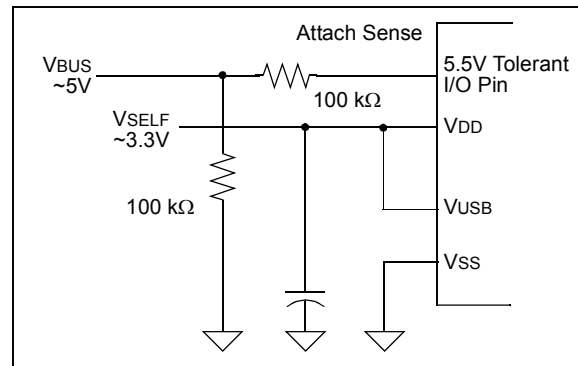 Attach Sense
VBUS
~5V
5.5V Tolerant
I/O Pin
100 kΩ
VSELF
~3.3V
VDD
100 kΩ
VUSB
VSS